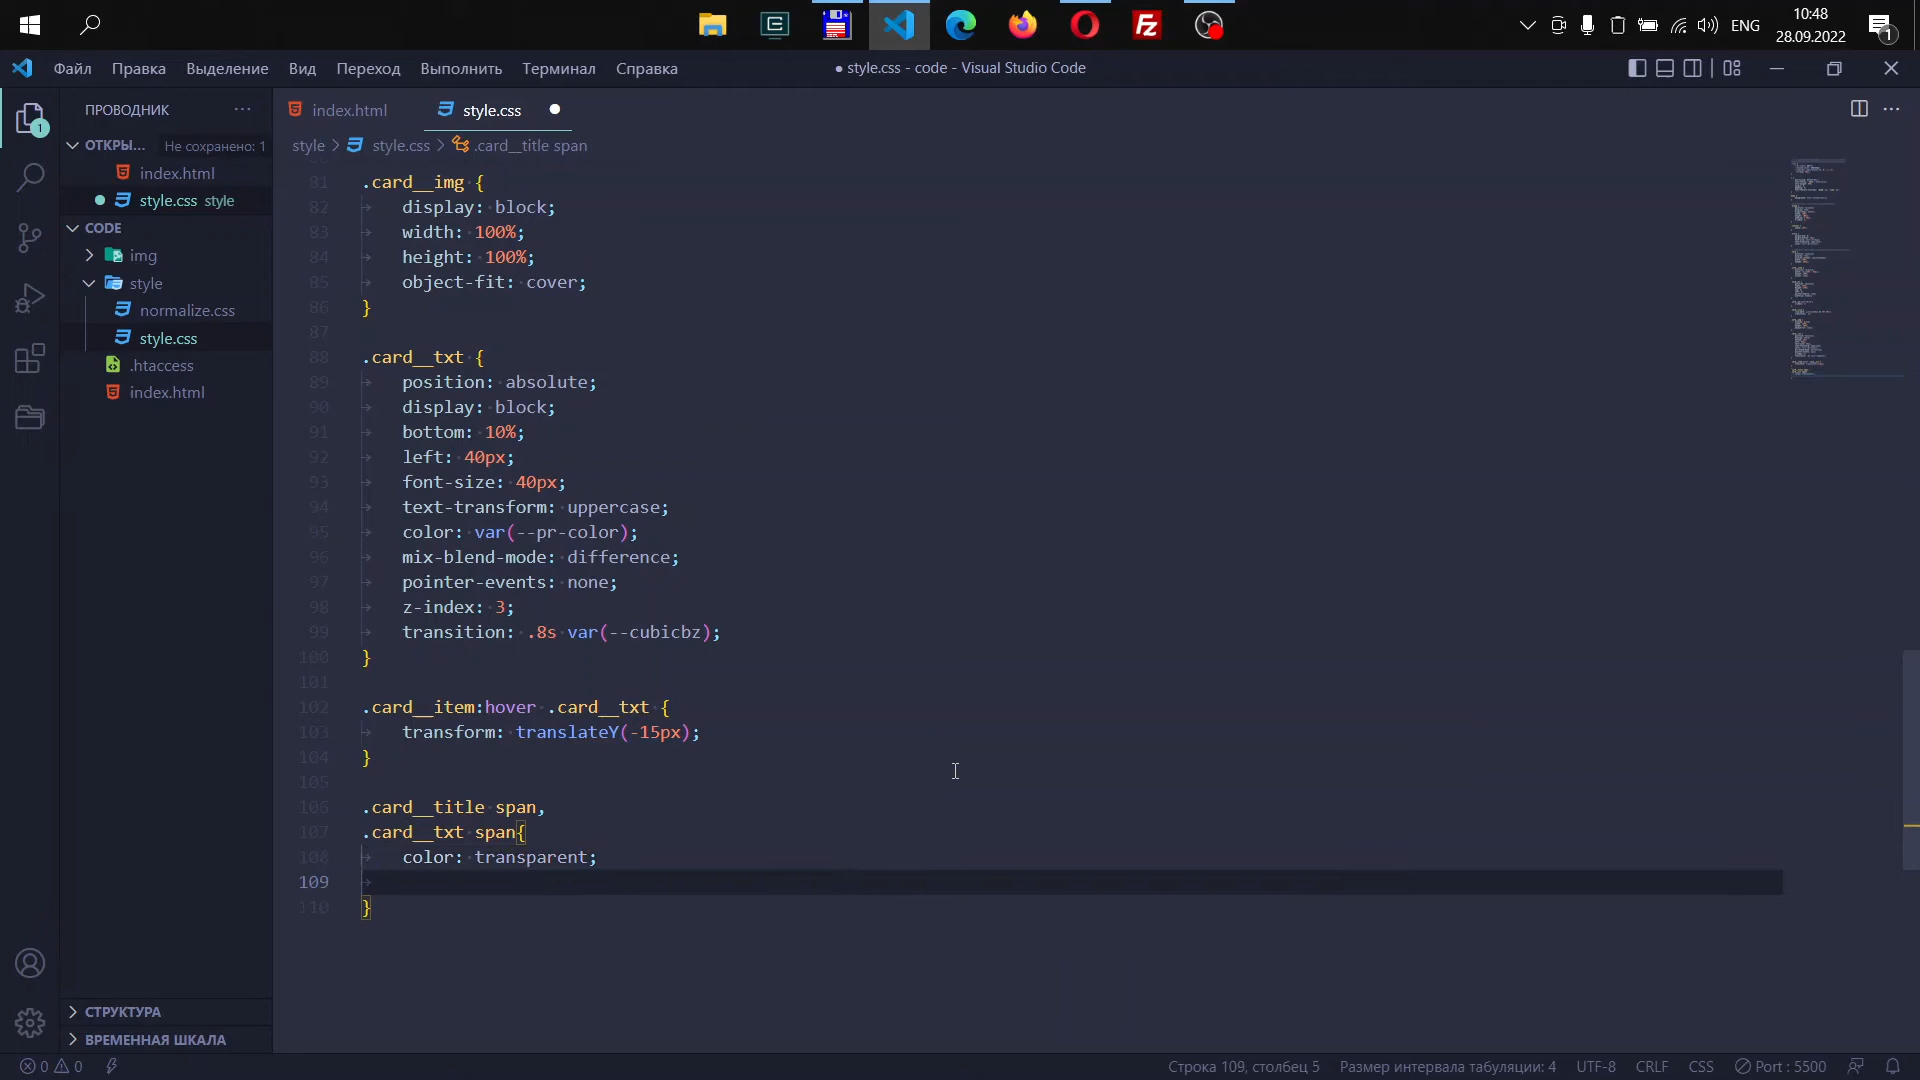 ENG
10:48
28.09.2022
1
Файл Правка Выделение Вид Переход Выполнить Терминал Справка
● style.css - code - Visual Studio Code
ПРОВОДНИК
index.html
style.css
1
ОТКРЫ... Не сохранено: 1
index.html
style.css style
CODE
img
style
normalize.css
style.css
.htaccess
index.html
СТРУКТУРА
ВРЕМЕННАЯ ШКАЛА
style > style.css > .card__title span
81 .card__img {
82 display: block;
83 width: 100%;
84 height: 100%;
85 object-fit: cover;
86 }
87
88 .card__txt {
89 position: absolute;
90 display: block;
91 bottom: 10%;
92 left: 40px;
93 font-size: 40px;
94 text-transform: uppercase;
95 color: var(--pr-color);
96 mix-blend-mode: difference;
97 pointer-events: none;
98 z-index: 3;
99 transition: .8s var(--cubicbz);
100 }
101
102 .card__item:hover .card__txt {
103 transform: translateY(-15px);
104 }
105
106 .card__title span,
107 .card__txt span{
108 color: transparent;
109
110 }
0 0
Строка 109, столбец 5 Размер интервала табуляции: 4 UTF-8 CRLF CSS Port : 5500